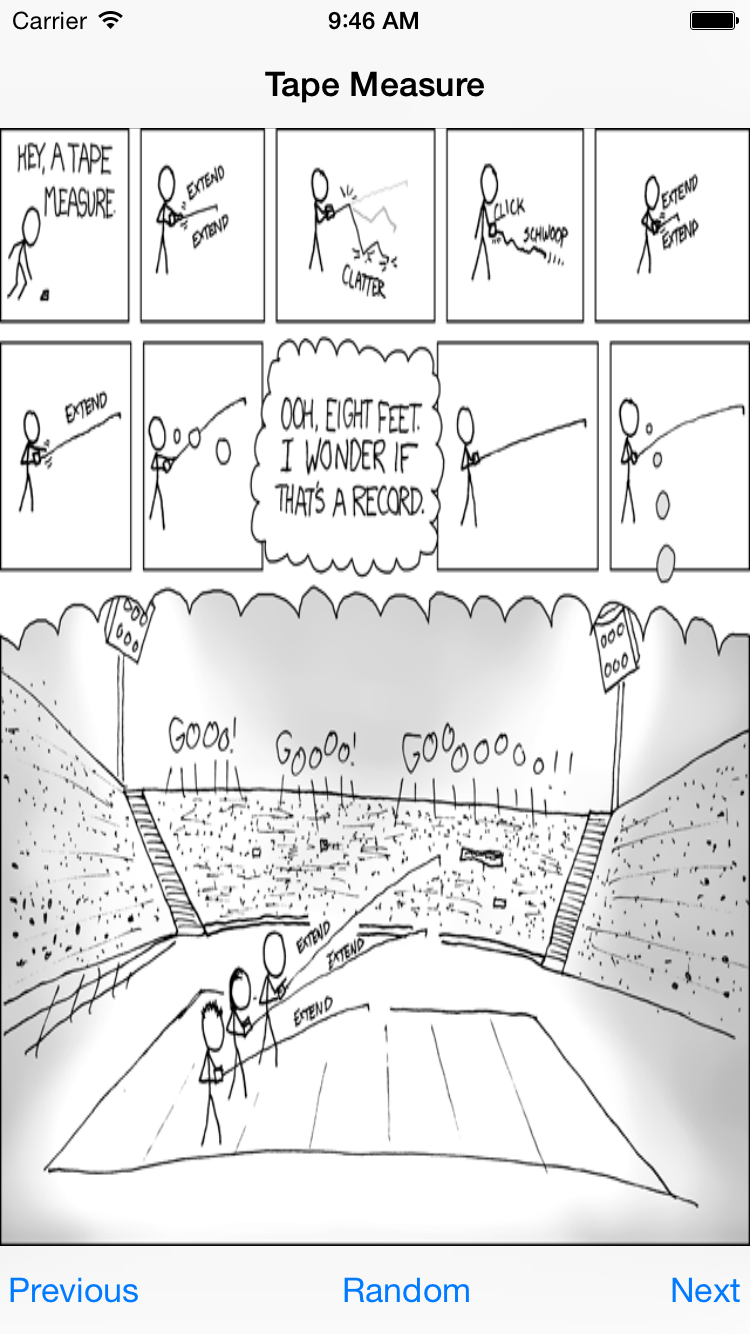 Carrier
9:46 AM
Tape Measure
HEY, A TAPE
MEASURE.
EXTEND
EXTEND
CLATTER
CLICK
SCHWOOP
EXTEND
EXTEND
EXTEND
OOH, EIGHT FEET.
I WONDER IF
THAT'S A RECORD.
GOOO!
GOOOO!
GOOOOOOO!!
EXTEND
EXTEND
EXTEND
Previous
Random
Next